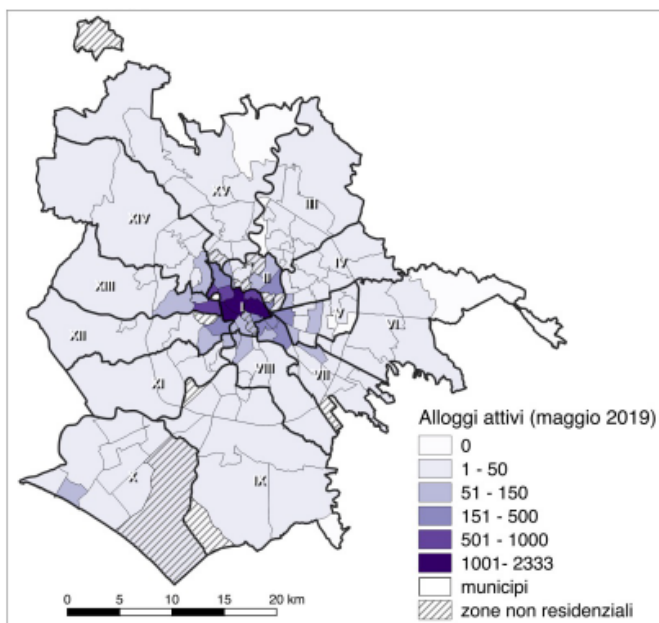 XV
III
XIV
II
IV
XIII
V
VI
XII
XI
VIII
VII
X
IX
Alloggi attivi (maggio 2019)
0
1 - 50
51 - 150
151 - 500
501 - 1000
1001- 2333
municipi
zone non residenziali
0 5 10 15 20 km